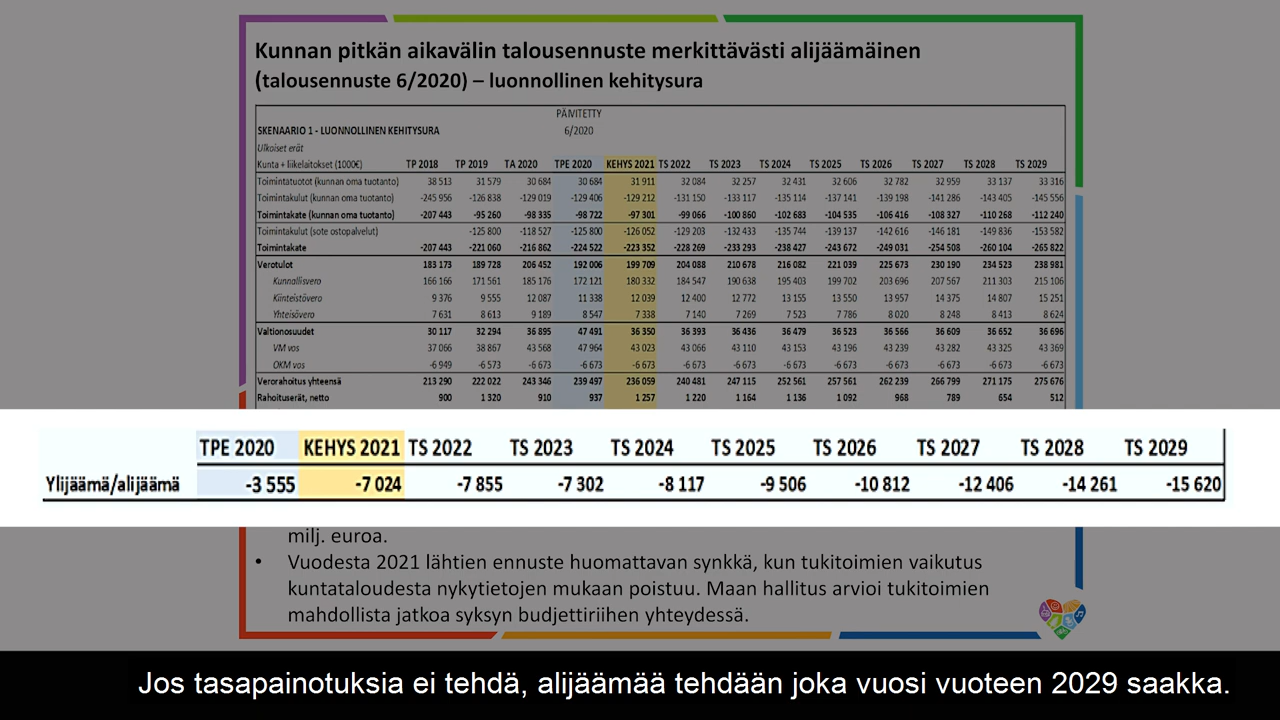 Kunnan pitkän aikavälin talousennuste merkittävästi alijäämäinen
(talousennuste 6/2020) – luonnollinen kehitysura
PÄIVITETTY
SKENAARIO 1 - LUONNOLLINEN KEHITYSURA 6/2020
Ulkoiset erät
Kunta + liikelaitokset (1000€) TP 2018 TP 2019 TA 2020 TPE 2020 KEHYS 2021 TS 2022 TS 2023 TS 2024 TS 2025 TS 2026 TS 2027 TS 2028 TS 2029
Toimintatuotot (kunnan oma tuotanto) 38 513 31 579 30 684 30 684 31 911 32 084 32 257 32 431 32 606 32 782 32 959 33 137 33 316
Toimintakulut (kunnan oma tuotanto) -245 956 -126 838 -129 019 -129 406 -129 212 -131 150 -133 117 -135 114 -137 141 -139 198 -141 286 -143 405 -145 556
Toimintakate (kunnan oma tuotanto) -207 443 -95 260 -98 335 -98 722 -97 301 -99 066 -100 860 -102 683 -104 535 -106 416 -108 327 -110 268 -112 240
Toimintakulut (sote ostopalvelut) -125 800 -118 527 -125 800 -126 052 -129 203 -132 433 -135 744 -139 137 -142 616 -146 181 -149 836 -153 582
Toimintakate -207 443 -221 060 -216 862 -224 522 -223 352 -228 269 -233 293 -238 427 -243 672 -249 031 -254 508 -260 104 -265 822
Verotulot 183 173 189 728 206 452 192 006 199 709 204 088 210 678 216 082 221 039 225 673 230 190 234 523 238 981
Kunnallisvero 166 166 171 561 185 176 172 121 180 332 184 547 190 638 195 403 199 702 203 696 207 567 211 303 215 106
Kiinteistövero 9 376 9 555 12 087 11 338 12 039 12 400 12 772 13 155 13 550 13 957 14 375 14 807 15 251
Yhteisövero 7 631 8 613 9 189 8 547 7 338 7 140 7 269 7 523 7 786 8 020 8 248 8 413 8 624
Valtionosuudet 30 117 32 294 36 895 47 491 36 350 36 393 36 436 36 479 36 523 36 566 36 609 36 652 36 696
VM vos 37 066 38 867 43 568 47 964 43 023 43 066 43 110 43 153 43 196 43 239 43 282 43 325 43 369
OKM vos -6 949 -6 573 -6 673 -6 673 -6 673 -6 673 -6 673 -6 673 -6 673 -6 673 -6 673 -6 673 -6 673
Verorahoitus yhteensä 213 290 222 022 243 346 239 497 236 059 240 481 247 115 252 561 257 561 262 239 266 799 271 175 275 676
Rahoituserät, netto 900 1 320 910 937 1 257 1 220 1 164 1 136 1 092 968 789 654 512
TPE 2020 KEHYS 2021 TS 2022 TS 2023 TS 2024 TS 2025 TS 2026 TS 2027 TS 2028 TS 2029
Ylijäämä/alijäämä -3 555 -7 024 -7 855 -7 302 -8 117 -9 506 -10 812 -12 406 -14 261 -15 620
milj. euroa.
• Vuodesta 2021 lähtien ennuste huomattavan synkkä, kun tukitoimien vaikutus
kuntataloudesta nykytietojen mukaan poistuu. Maan hallitus arvioi tukitoimien
mahdollista jatkoa syksyn budjettiriihen yhteydessä.
Jos tasapainotuksia ei tehdä, alijäämää tehdään joka vuosi vuoteen 2029 saakka.